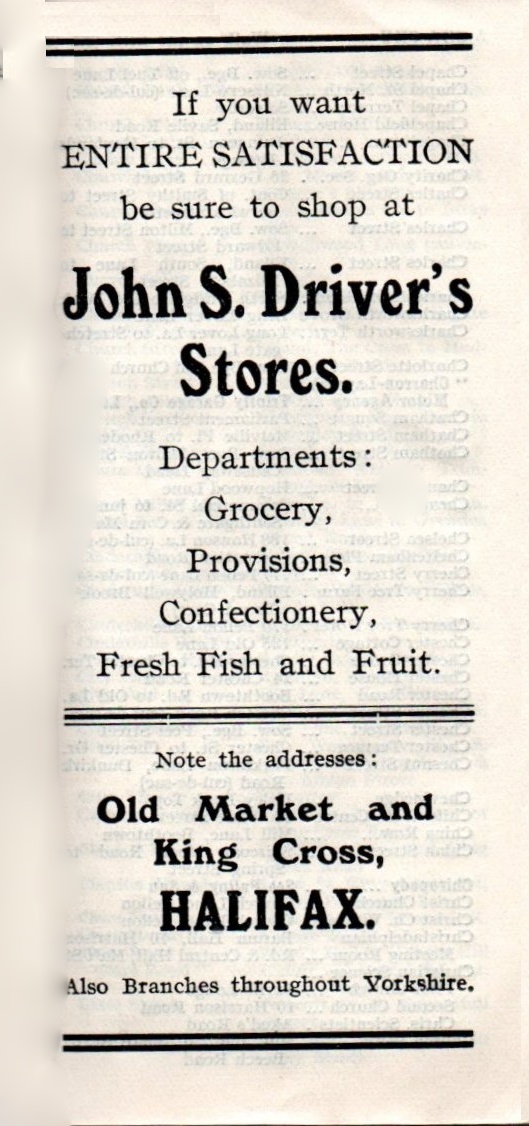 If you want
ENTIRE SATISFACTION
be sure to shop at
John S. Driver's
Stores.
Departments:
Grocery,
Provisions,
Confectionery,
Fresh Fish and Fruit.
Note the addresses:
Old Market and
King Cross,
HALIFAX.
Also Branches throughout Yorkshire.